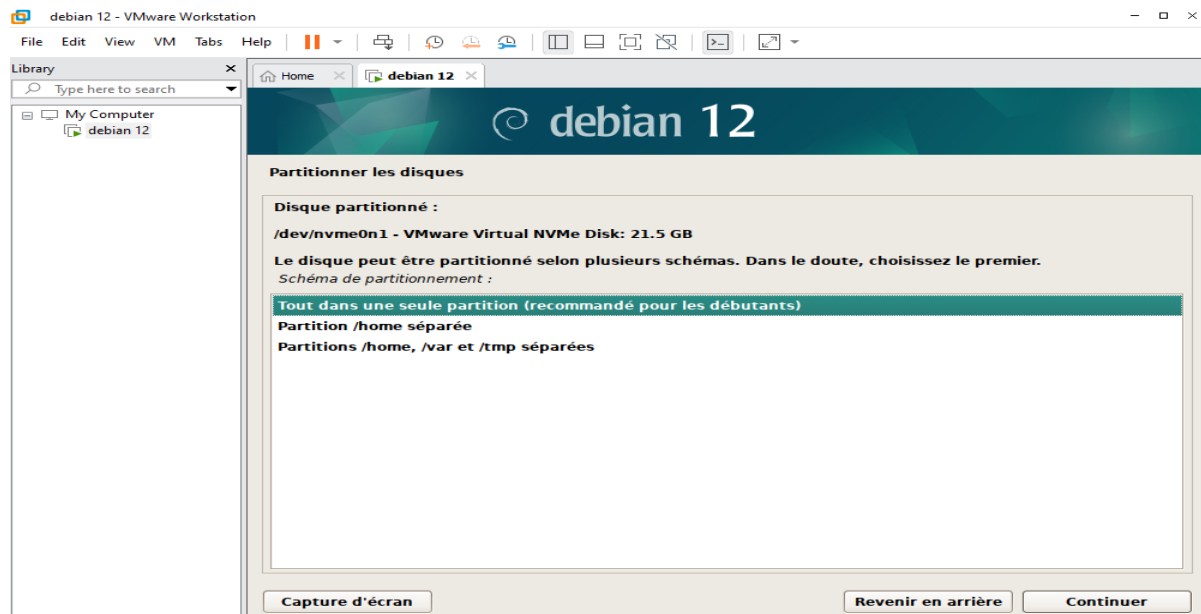 debian 12 - VMware Workstation
File Edit View VM Tabs Help
Library
Type here to search
My Computer
debian 12
Home
debian 12
debian 12
Partitionner les disques
Disque partitionné :
/dev/nvme0n1 - VMware Virtual NVMe Disk: 21.5 GB
Le disque peut être partitionné selon plusieurs schémas. Dans le doute, choisissez le premier.
Schéma de partitionnement :
Tout dans une seule partition (recommandé pour les débutants)
Partition /home séparée
Partitions /home, /var et /tmp séparées
Capture d'écran
Revenir en arrière
Continuer